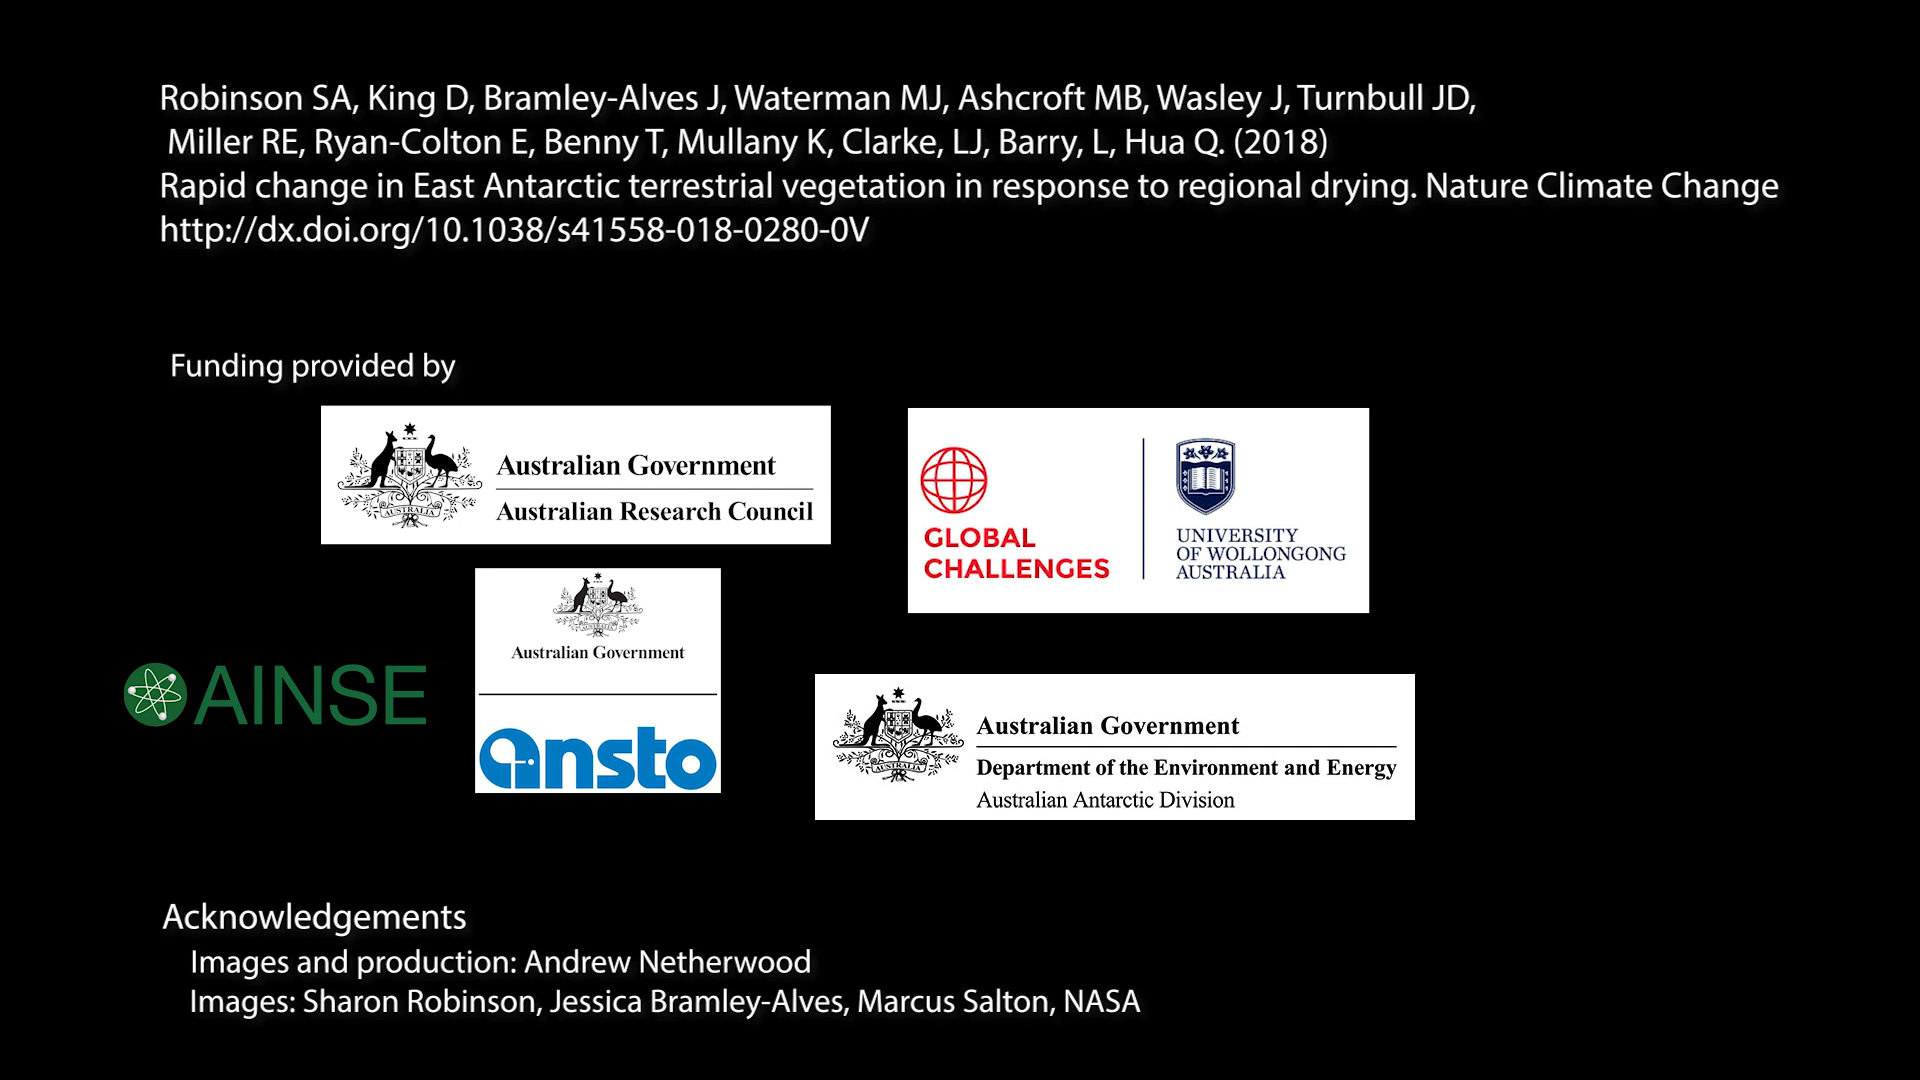 Robinson SA, King D, Bramley-Alves J, Waterman MJ, Ashcroft MB, Wasley J, Turnbull JD,
Miller RE, Ryan-Colton E, Benny T, Mullany K, Clarke, LJ, Barry, L, Hua Q. (2018)
Rapid change in East Antarctic terrestrial vegetation in response to regional drying. Nature Climate Change
http://dx.doi.org/10.1038/s41558-018-0280-0V
Funding provided by
AUSTRALIA
Australian Government
Australian Research Council
GLOBAL
CHALLENGES
UNIVERSITY
OF WOLLONGONG
AUSTRALIA
AINSE
Australian Government
ansto
AUSTRALIA
Australian Government
Department of the Environment and Energy
Australian Antarctic Division
Acknowledgements
Images and production: Andrew Netherwood
Images: Sharon Robinson, Jessica Bramley-Alves, Marcus Salton, NASA